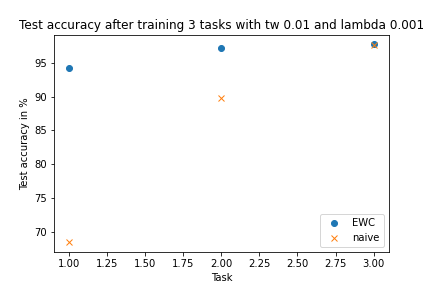 Test accuracy after training 3 tasks with tw 0.01 and lambda 0.001
95
90
85
80
75
70
Test accuracy in %
EWC
naive
1.00 1.25 1.50 1.75 2.00 2.25 2.50 2.75 3.00
Task